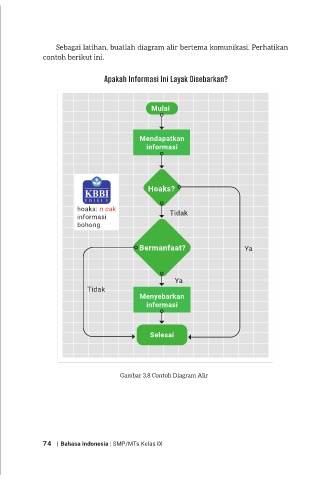 Sebagai latihan, buatlah diagram alir bertema komunikasi. Perhatikan
contoh berikut ini.
Apakah Informasi Ini Layak Disebarkan?
Mulai
Mendapatkan
informasi
Hoaks?
KBBI
hoaks: n cak
informasi
bohong
Tidak
Bermanfaat?
Ya
Ya
Tidak
Menyebarkan
informasi
Selesai
Gambar 3.8 Contoh Diagram Alir
74 | Bahasa Indonesia | SMP/MTs Kelas IX